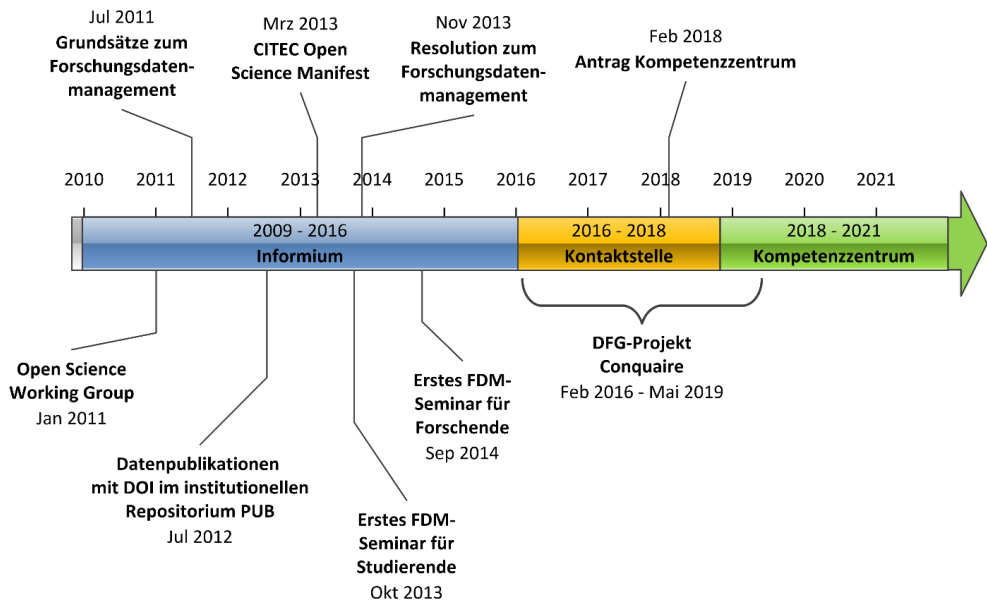 Jul 2011
Grundsätze zum
Forschungsdaten-
management
Mrz 2013
CITEC Open
Science Manifest
Nov 2013
Resolution zum
Forschungsdaten-
management
Feb 2018
Antrag Kompetenzzentrum
2010 2011 2012 2013 2014 2015 2016 2017 2018 2019 2020 2021
2009 - 2016
Informium
2016 - 2018
Kontaktstelle
2018 - 2021
Kompetenzzentrum
Open Science
Working Group
Jan 2011
Datenpublikationen
mit DOI im institutionellen
Repositorium PUB
Jul 2012
Erstes FDM-
Seminar für
Studierende
Okt 2013
Erstes FDM-
Seminar für
Forschende
Sep 2014
DFG-Projekt
Conquaire
Feb 2016 - Mai 2019